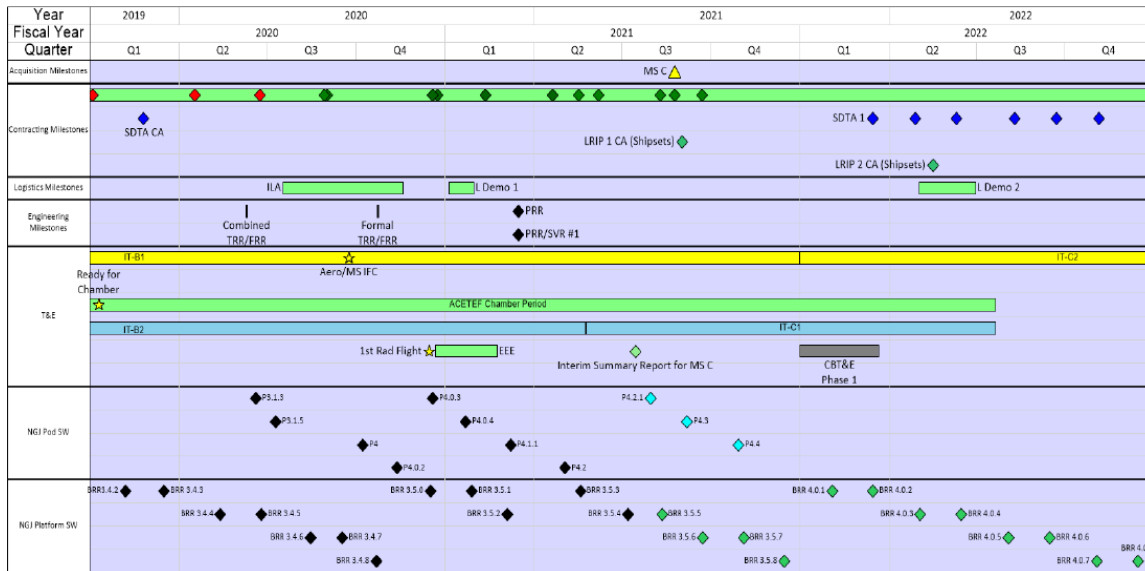 Year 2019 2020 2021 2022
Fiscal Year 2020 2021 2022
Quarter Q1 Q2 Q3 Q4 Q1 Q2 Q3 Q4 Q1 Q2 Q3 Q4
Acquisition Milestones
MS C
Contracting Milestones
SDTA CA
SDTA 1
LRIP 1 CA (Shipsets)
LRIP 2 CA (Shipsets)
Logistics Milestones
ILA
L Demo 1
L Demo 2
Engineering
Milestones
Combined
TRR/FRR
Formal
TRR/FRR
PRR
PRR/SVR #1
T&E
IT-B1
IT-C2
Aero/MS IFC
Ready for
Chamber
ACETEF Chamber Period
IT-B2
IT-C1
1st Rad Flight
EEE
Interim Summary Report for MS C
CBT&E
Phase 1
NGJ Pod SW
P3.1.3
P4.0.3
P4.2.1
P3.1.5
P4.0.4
P4.3
P4
P4.1.1
P4.4
P4.0.2
P4.2
NGJ Platform SW
BRR3.4.2
BRR 3.4.3
BRR 3.5.0
BRR 3.5.1
BRR 3.5.3
BRR 4.0.1
BRR 4.0.2
BRR 3.4.4
BRR 3.4.5
BRR 3.5.2
BRR 3.5.4
BRR 3.5.5
BRR 4.0.3
BRR 4.0.4
BRR 3.4.6
BRR 3.4.7
BRR 3.5.6
BRR 3.5.7
BRR 4.0.5
BRR 4.0.6
BRR 3.4.8
BRR 3.5.8
BRR 4.0.7
BRR 4.0